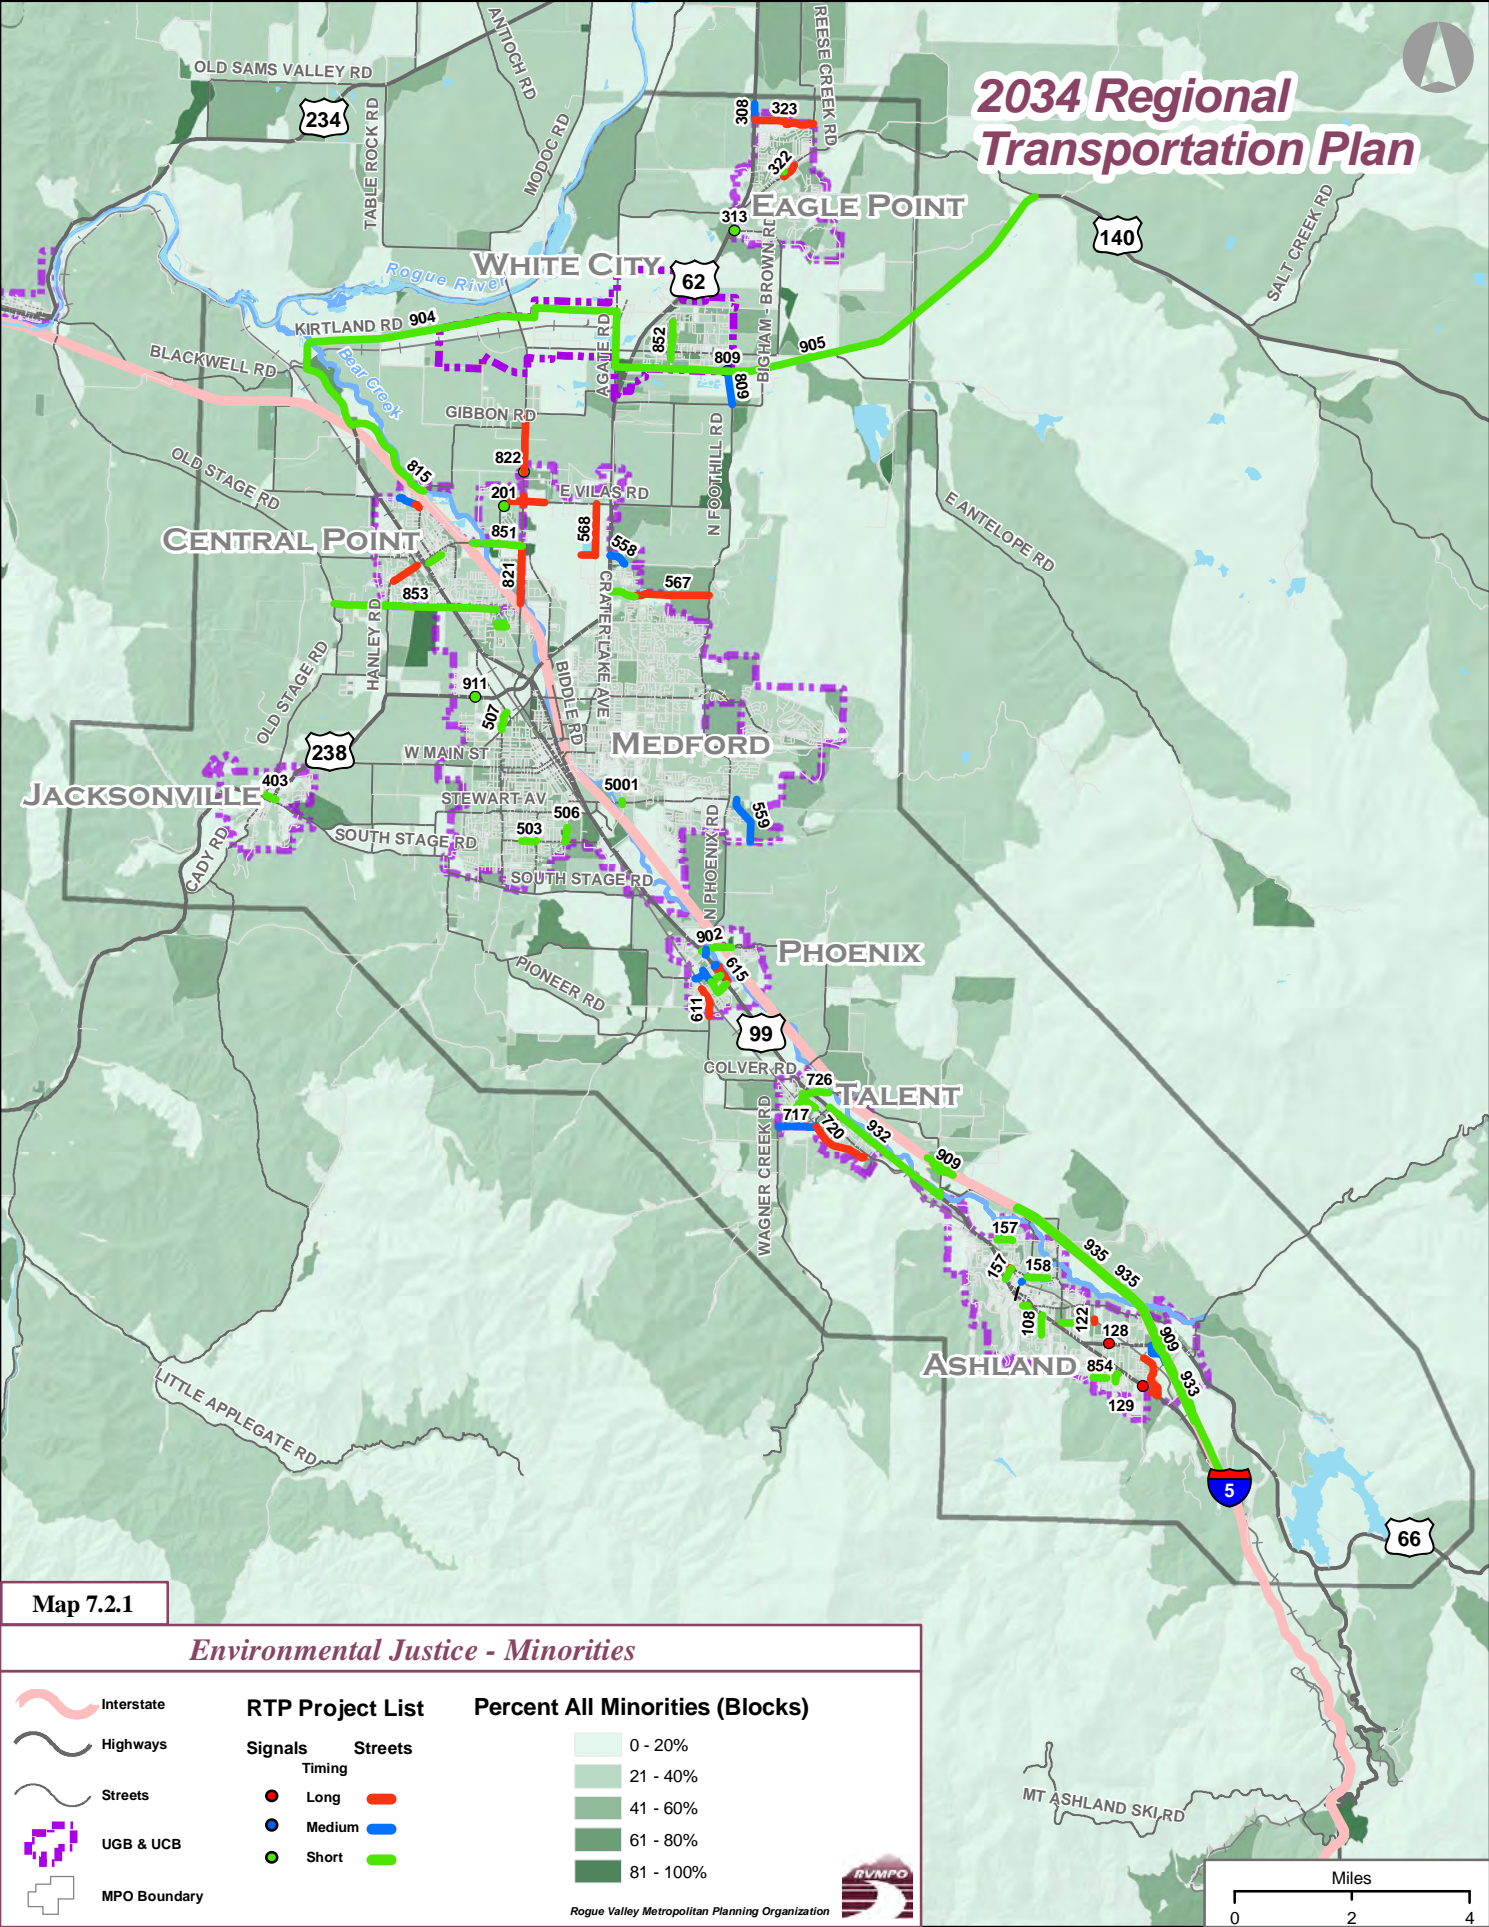 2034 Regional
Transportation Plan
OLD SAMS VALLEY RD
234
TABLE ROCK RD
ANTIOCH RD
MODOC RD
REESE CREEK RD
308
323
322
EAGLE POINT
313
140
SALT CREEK RD
WHITE CITY
62
Rogue River
BIGHAM - BROWN RD
KIRTLAND RD
904
AGATE RD
852
809
609
905
BLACKWELL RD
Bear Creek
GIBBON RD
N FOOTHILL RD
OLD STAGE RD
815
822
201
E VILAS RD
E ANTELOPE RD
CENTRAL POINT
851
568
558
821
567
853
HANLEY RD
CRATER LAKE AVE
OLD STAGE RD
911
BIDDLE RD
507
238
W MAIN ST
MEDFORD
JACKSONVILLE
403
STEWART AV
5001
506
503
559
SOUTH STAGE RD
CADY RD
SOUTH STAGE RD
N PHOENIX RD
902
PHOENIX
615
PIONEER RD
611
99
COLVER RD
726
TALENT
717
720
932
WAGNER CREEK RD
909
157
935
935
157
158
108
122
128
909
ASHLAND
854
933
129
5
66
LITTLE APPLEGATE RD
MT ASHLAND SKI RD
Map 7.2.1
Environmental Justice - Minorities
Interstate
Highways
Streets
UGB & UCB
MPO Boundary
RTP Project List
Signals Streets
Timing
Long
Medium
Short
Percent All Minorities (Blocks)
0 - 20%
21 - 40%
41 - 60%
61 - 80%
81 - 100%
RVMPO
Rogue Valley Metropolitan Planning Organization
Miles
0 2 4